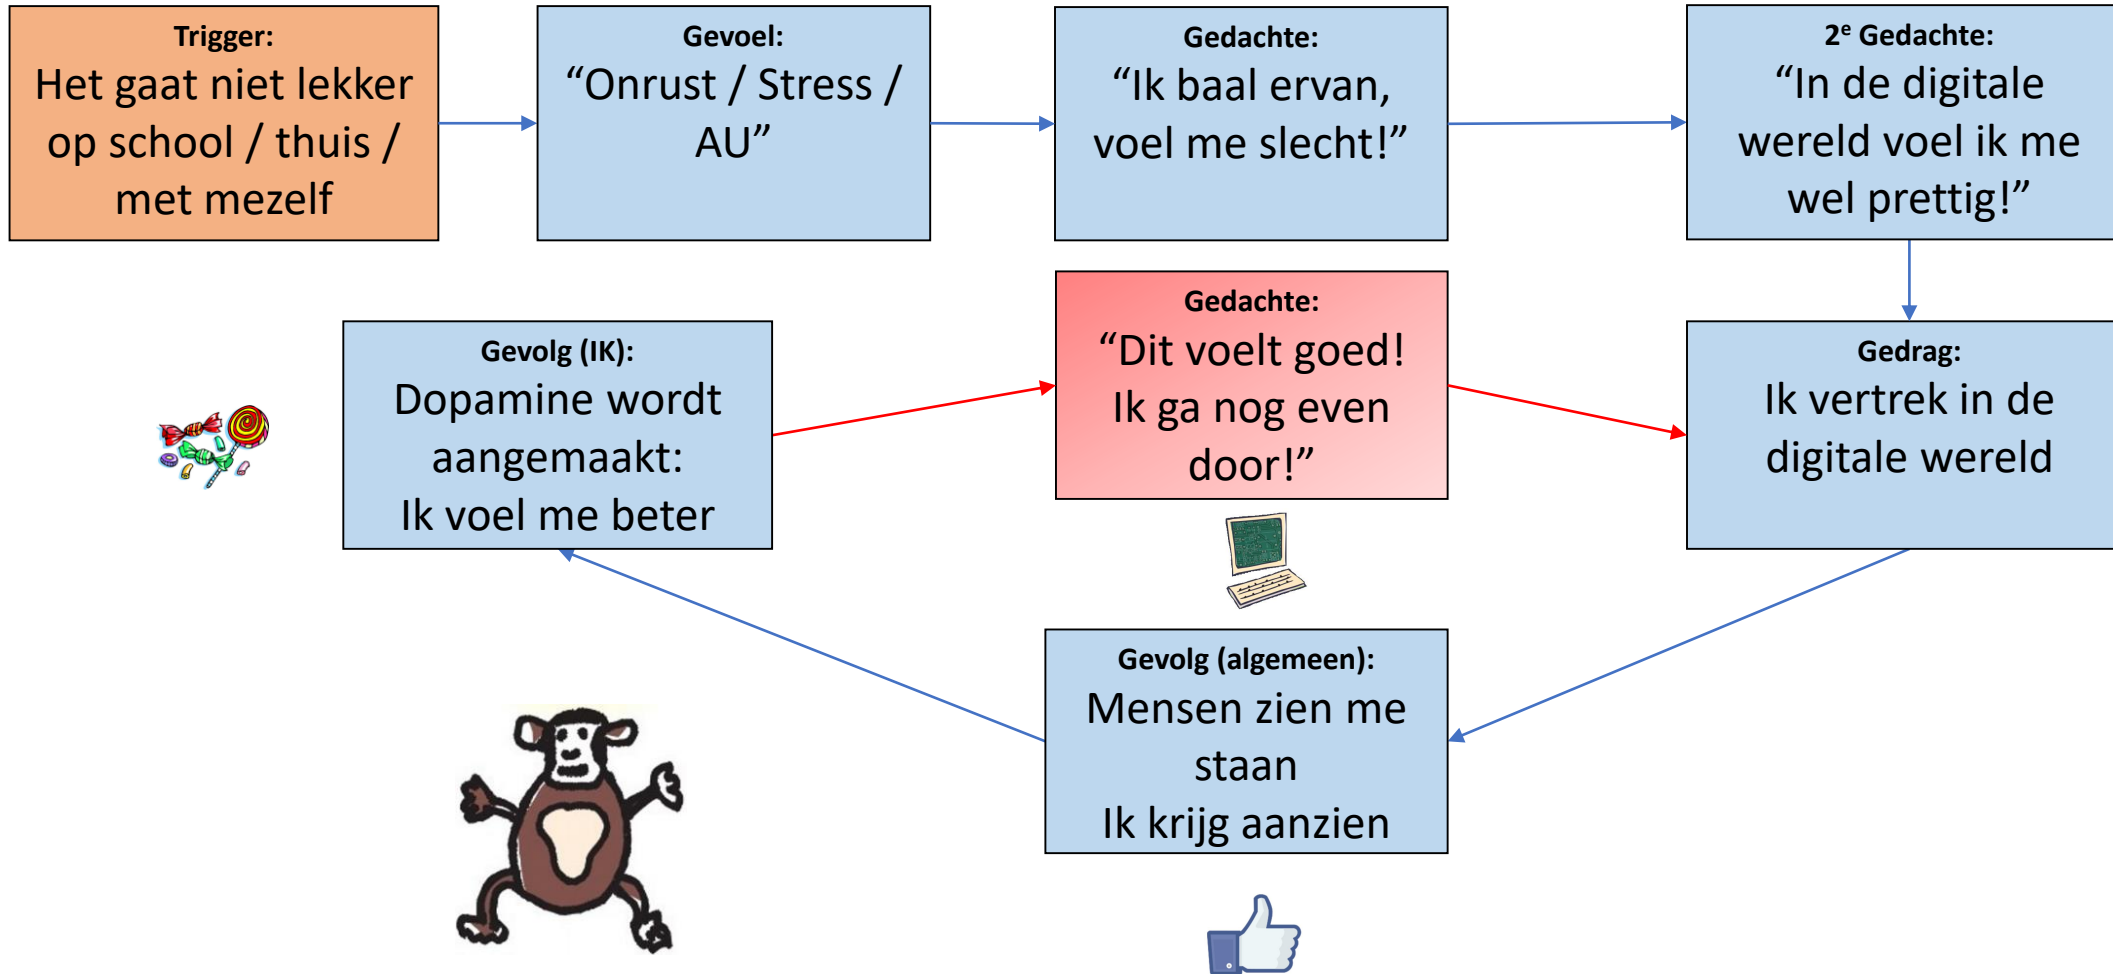 Trigger:
Het gaat niet lekker
op school / thuis /
met mezelf
Gevoel:
“Onrust / Stress /
AU”
Gedachte:
“Ik baal ervan,
voel me slecht!”
2e Gedachte:
“In de digitale
wereld voel ik me
wel prettig!”
Gevolg (IK):
Dopamine wordt
aangemaakt:
Ik voel me beter
Gedachte:
“Dit voelt goed!
Ik ga nog even
door!”
Gedrag:
Ik vertrek in de
digitale wereld
Gevolg (algemeen):
Mensen zien me
staan
Ik krijg aanzien